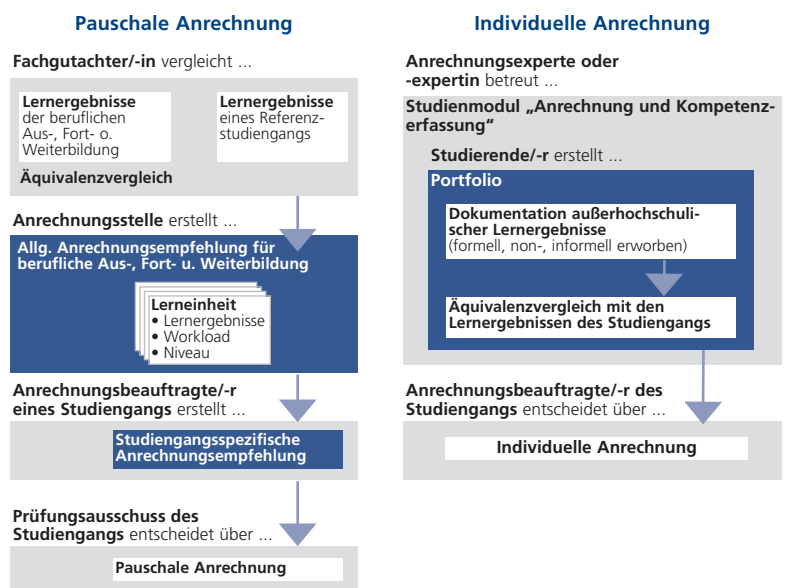 Pauschale Anrechnung
Fachgutachter/-in vergleicht ...
Lernergebnisse
der beruflichen
Aus-, Fort- o.
Weiterbildung
Lernergebnisse
eines Referenz-
studiengangs
Äquivalenzvergleich
Anrechnungsstelle erstellt ...
Allg. Anrechnungsempfehlung für
berufliche Aus-, Fort- u. Weiterbildung
Lerneinheit
• Lernergebnisse
• Workload
• Niveau
Anrechnungsbeauftragte/-r
eines Studiengangs erstellt ...
Studiengangsspezifische
Anrechnungsempfehlung
Prüfungsausschuss des
Studiengangs entscheidet über ...
Pauschale Anrechnung
Individuelle Anrechnung
Anrechnungsexperte oder
-expertin betreut ...
Studienmodul „Anrechnung und Kompetenz-
erfassung“
Studierende/-r erstellt ...
Portfolio
Dokumentation außerhochschuli-
scher Lernergebnisse
(formell, non-, informell erworben)
Äquivalenzvergleich mit den
Lernergebnissen des Studiengangs
Anrechnungsbeauftragte/-r des
Studiengangs entscheidet über ...
Individuelle Anrechnung